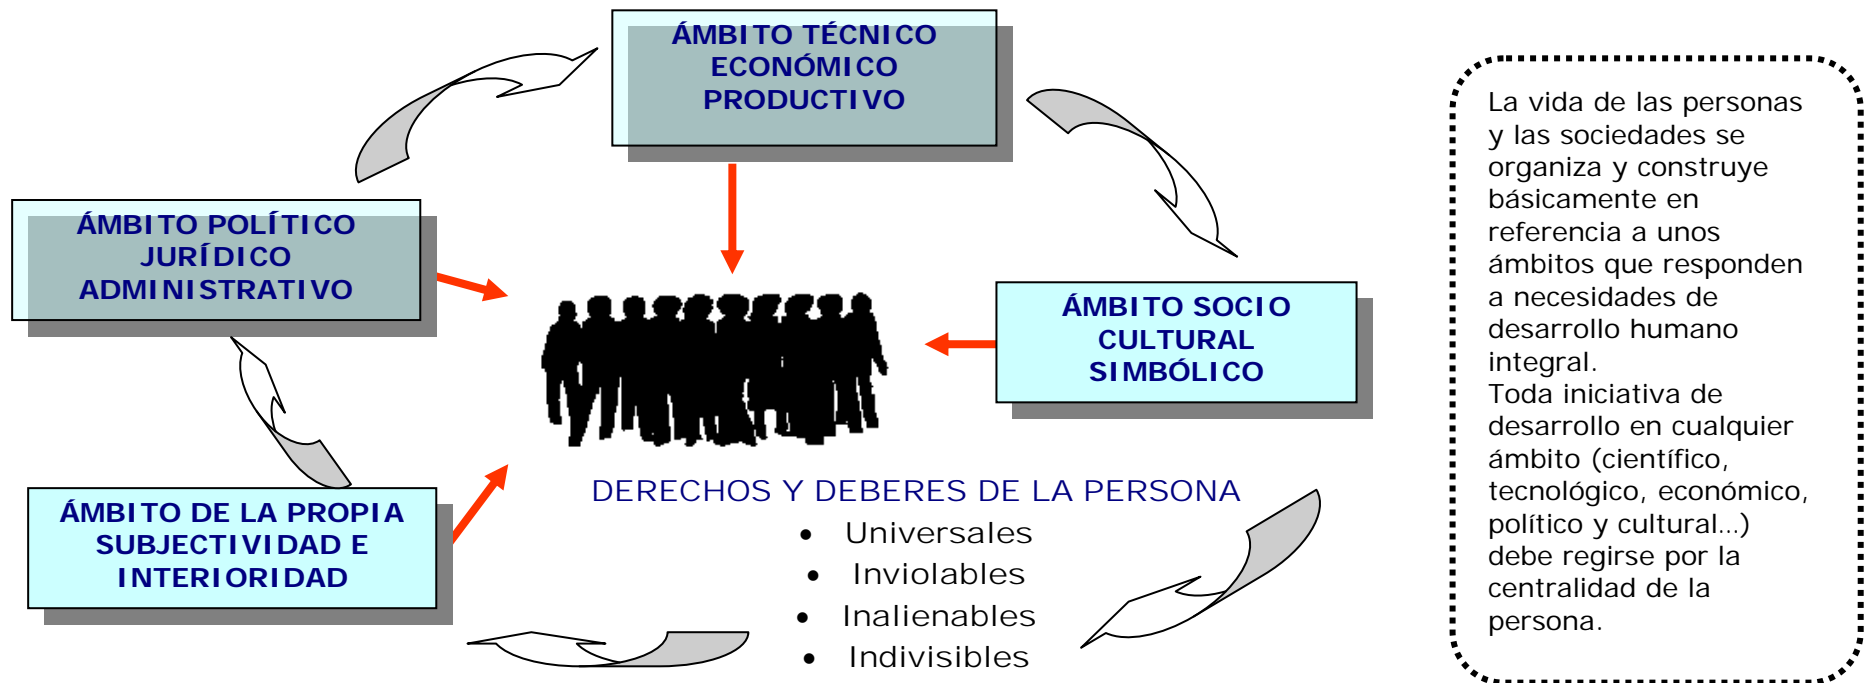 ÁMBITO TÉCNICO
ECONÓMICO
PRODUCTIVO
ÁMBITO POLÍTICO
JURÍDICO
ADMINISTRATIVO
ÁMBITO SOCIO
CULTURAL
SIMBÓLICO
ÁMBITO DE LA PROPIA
SUBJECTIVIDAD E
INTERIORIDAD
DERECHOS Y DEBERES DE LA PERSONA
• Universales
• Inviolables
• Inalienables
• Indivisibles
La vida de las personas
y las sociedades se
organiza y construye
básicamente en
referencia a unos
ámbitos que responden
a necesidades de
desarrollo humano
integral.
Toda iniciativa de
desarrollo en cualquier
ámbito (científico,
tecnológico, económico,
político y cultural...)
debe regirse por la
centralidad de la
persona.